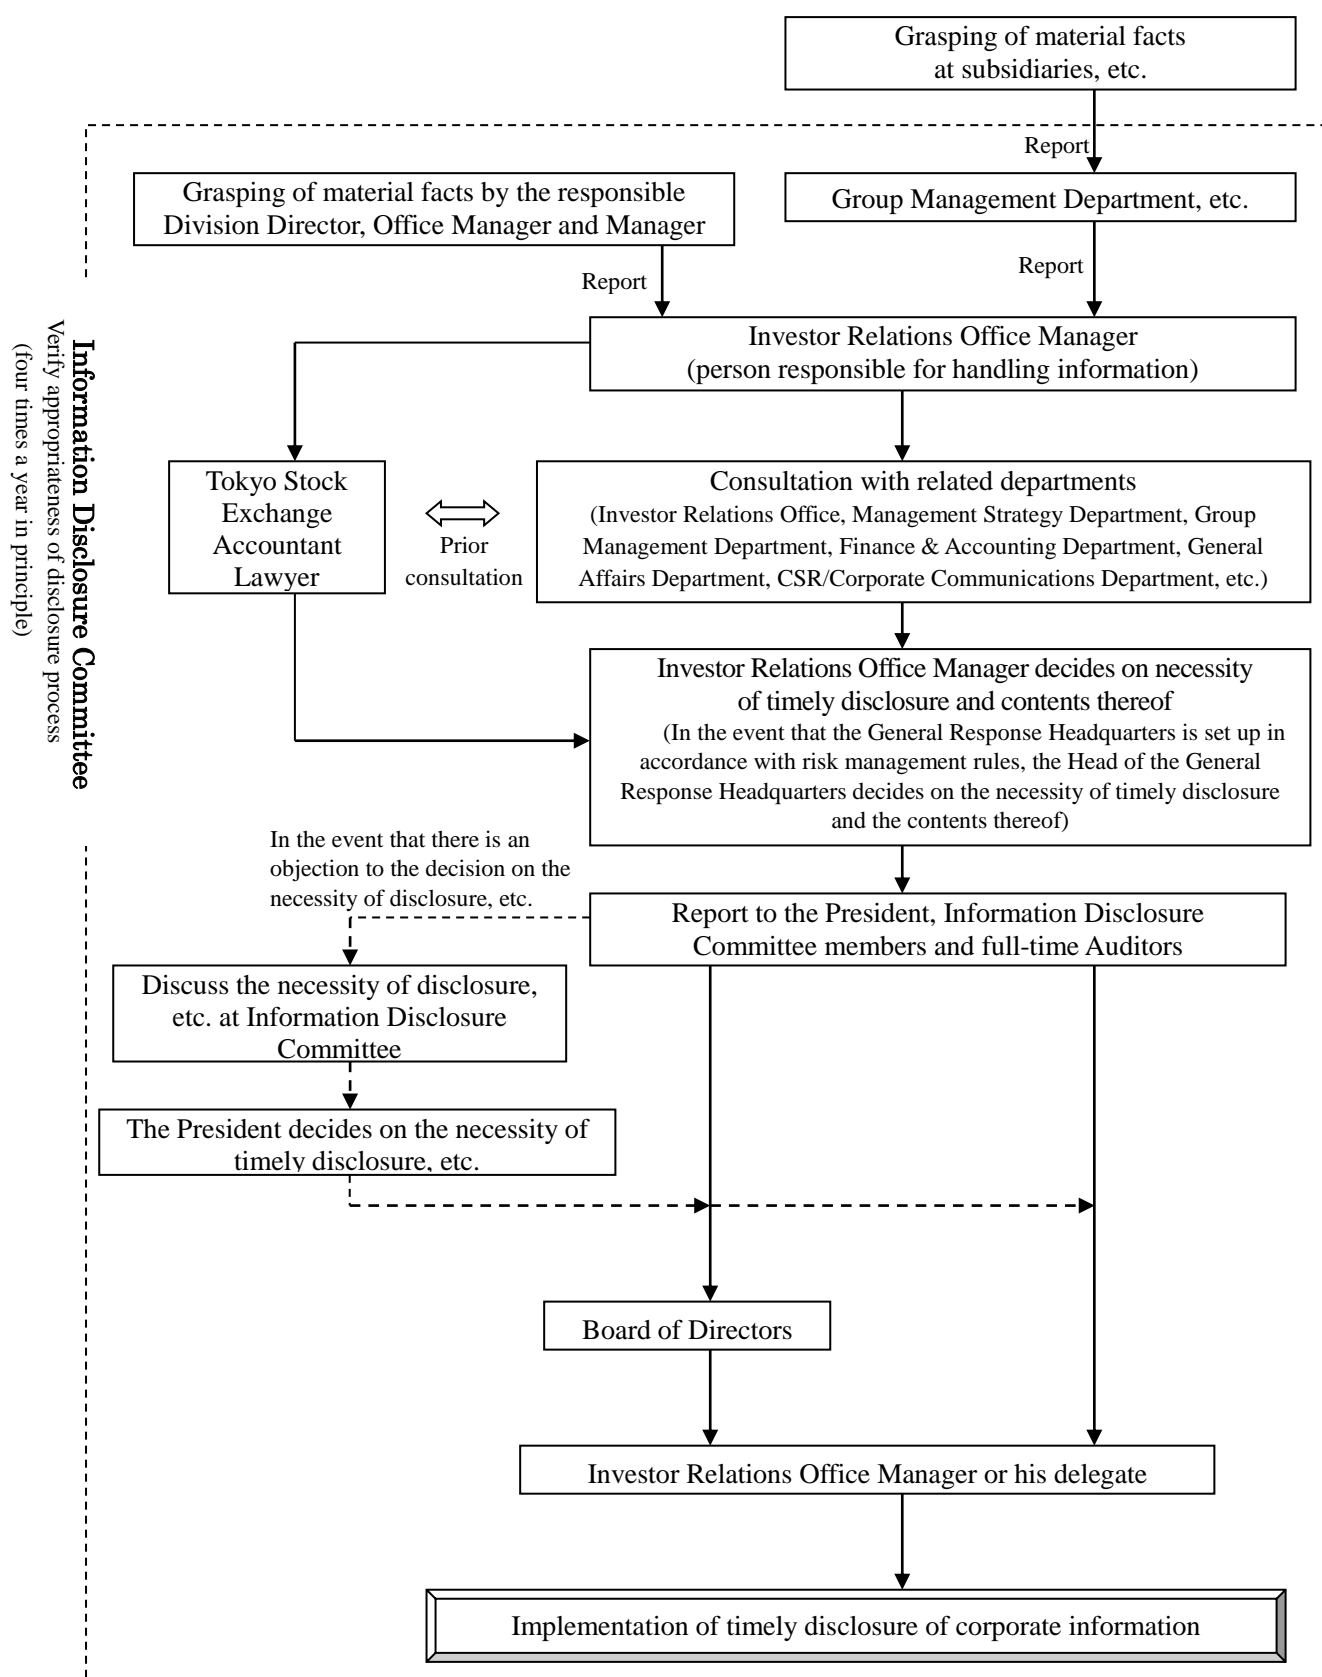 Grasping of material facts
at subsidiaries, etc.
Report
Grasping of material facts by the responsible
Division Director, Office Manager and Manager
Group Management Department, etc.
Report
Report
Investor Relations Office Manager
(person responsible for handling information)
Information Disclosure Committee
Verify appropriateness of disclosure process
(four times a year in principle)
Tokyo Stock
Exchange
Accountant
Lawyer
Prior
consultation
Consultation with related departments
(Investor Relations Office, Management Strategy Department, Group
Management Department, Finance & Accounting Department, General
Affairs Department, CSR/Corporate Communications Department, etc.)
Investor Relations Office Manager decides on necessity
of timely disclosure and contents thereof
(In the event that the General Response Headquarters is set up in
accordance with risk management rules, the Head of the General
Response Headquarters decides on the necessity of timely disclosure
and the contents thereof)
In the event that there is an
objection to the decision on the
necessity of disclosure, etc.
Report to the President, Information Disclosure
Committee members and full-time Auditors
Discuss the necessity of disclosure,
etc. at Information Disclosure
Committee
The President decides on the necessity of
timely disclosure, etc.
Board of Directors
Investor Relations Office Manager or his delegate
Implementation of timely disclosure of corporate information